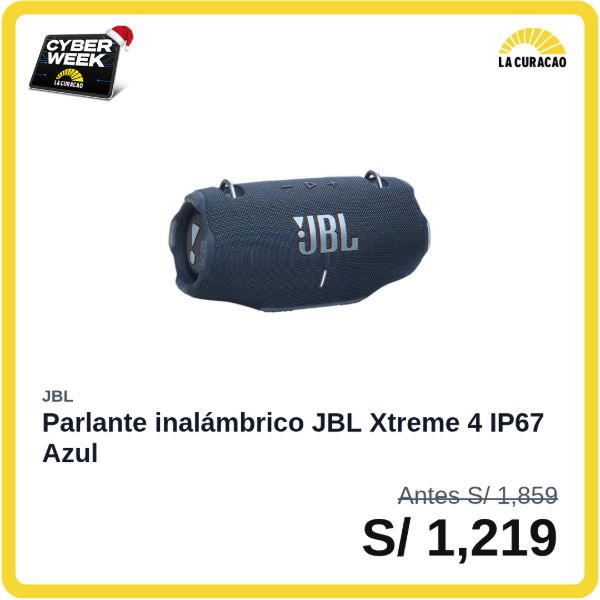 CYBER
WEEK
LA CURACAO
LA CURACAO
JBL
JBL
Parlante inalámbrico JBL Xtreme 4 IP67
Azul
Antes S/ 1,859
S/ 1,219